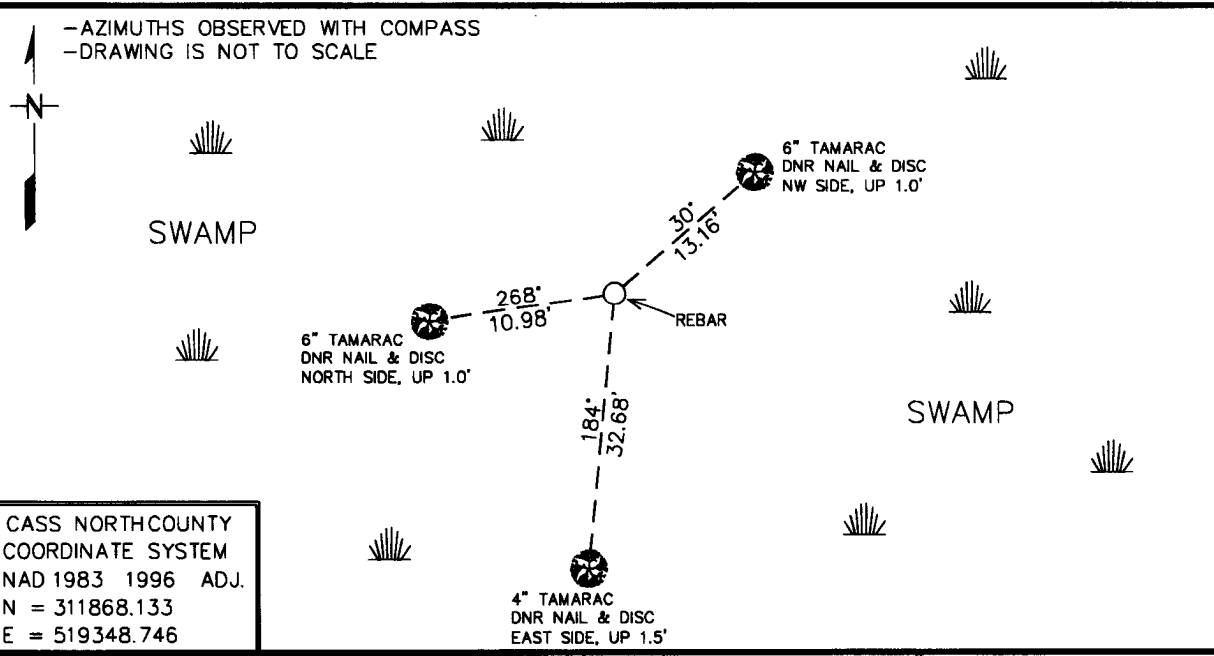 -AZIMUTHS OBSERVED WITH COMPASS
-DRAWING IS NOT TO SCALE
N
6" TAMARAC
DNR NAIL & DISC
NW SIDE, UP 1.0'
SWAMP
30°
13.16'
268°
10.98'
REBAR
6" TAMARAC
DNR NAIL & DISC
NORTH SIDE, UP 1.0'
184°
32.68'
SWAMP
CASS NORTH COUNTY
COORDINATE SYSTEM
NAD 1983 1996 ADJ.
N = 311868.133
E = 519348.746
4" TAMARAC
DNR NAIL & DISC
EAST SIDE, UP 1.5'